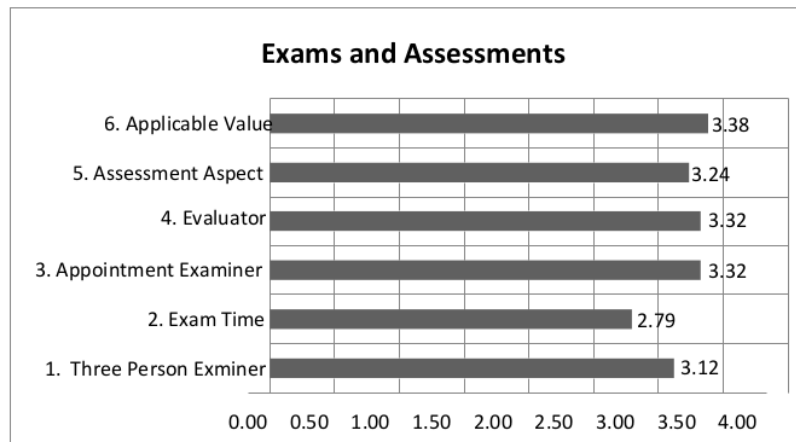 Exams and Assessments
6. Applicable Value 3.38
5. Assessment Aspect 3.24
4. Evaluator 3.32
3. Appointment Examiner 3.32
2. Exam Time 2.79
1. Three Person Exminer 3.12
0.00 0.50 1.00 1.50 2.00 2.50 3.00 3.50 4.00